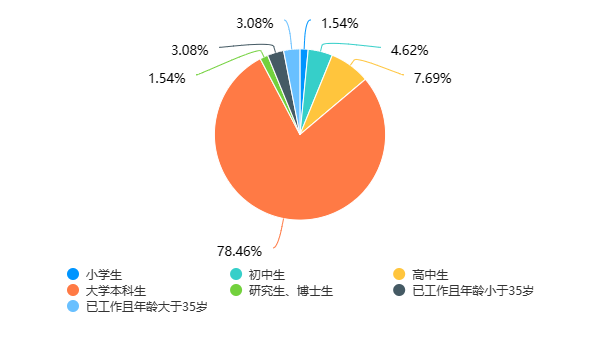 3.08% 1.54%
3.08% 4.62%
1.54% 7.69%
78.46%
小学生 初中生 高中生
大学本科生 研究生、博士生 已工作且年龄小于35岁
已工作且年龄大于35岁